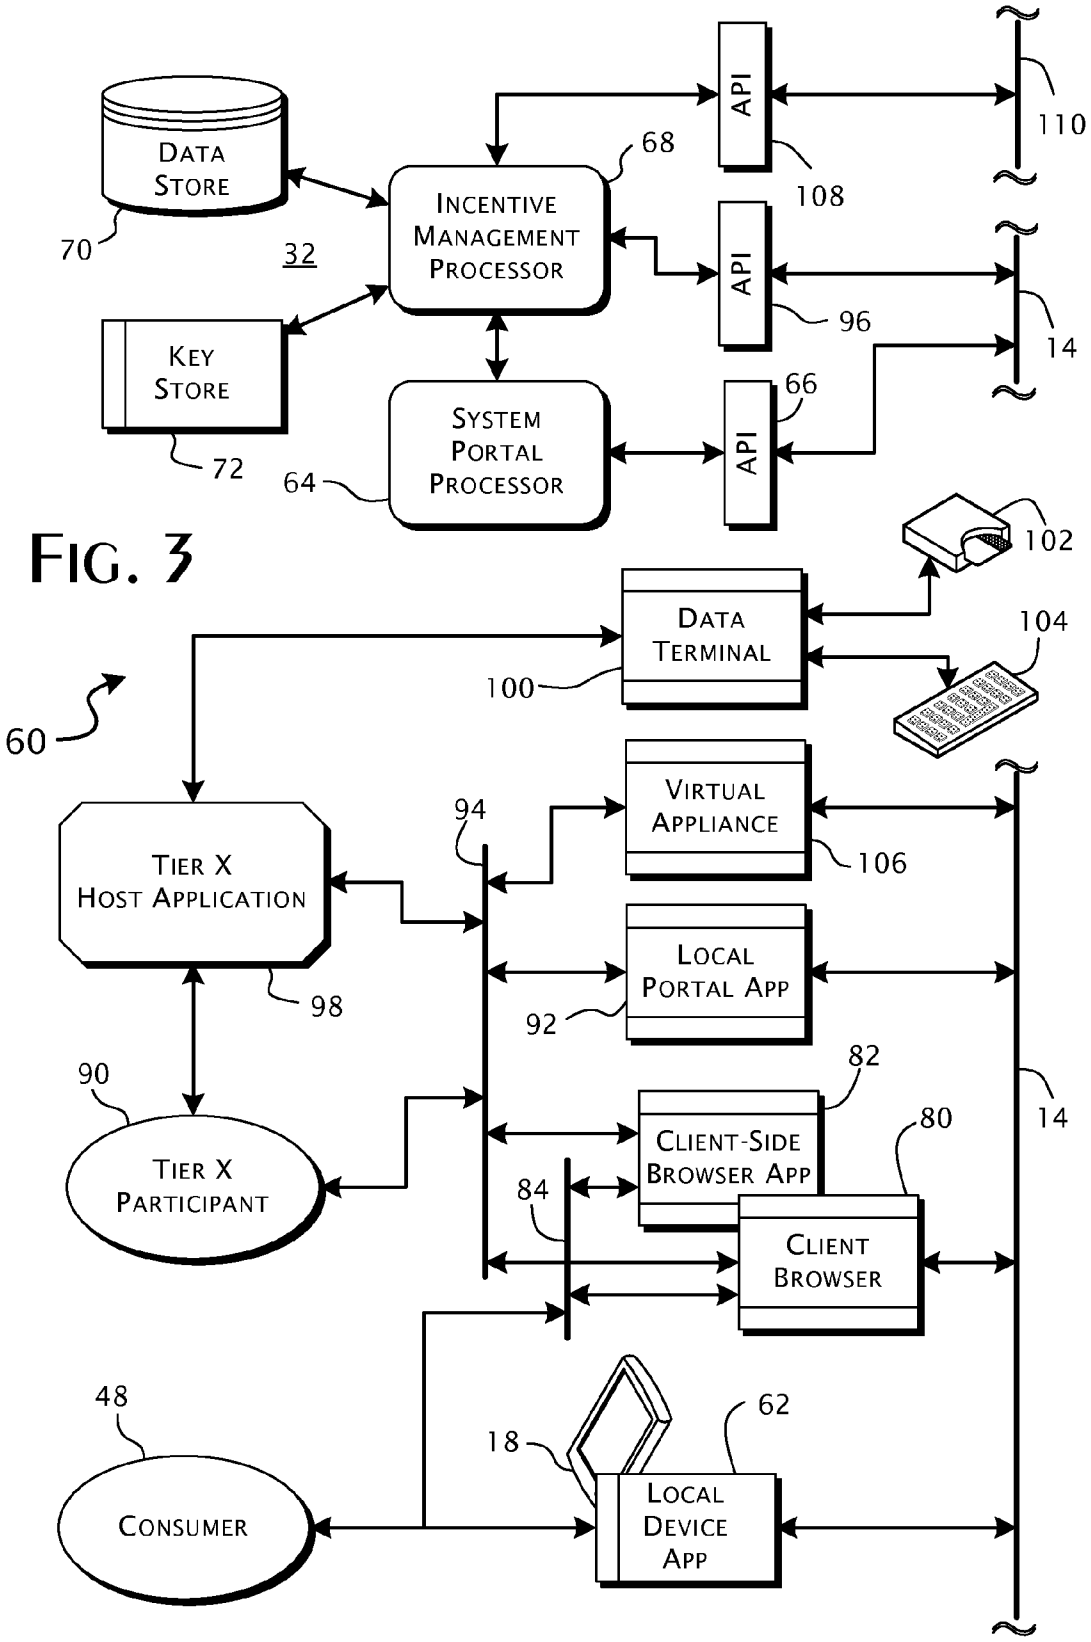 API
110
108
DATA
STORE
70
68
INCENTIVE
MANAGEMENT
PROCESSOR
32
API
96
14
KEY
STORE
72
SYSTEM
PORTAL
PROCESSOR
64
66
API
FIG. 3
102
DATA
TERMINAL
100
104
60
VIRTUAL
APPLIANCE
106
94
TIER X
HOST APPLICATION
98
LOCAL
PORTAL APP
92
90
TIER X
PARTICIPANT
82
CLIENT-SIDE
BROWSER APP
80
14
84
CLIENT
BROWSER
48
CONSUMER
18
62
LOCAL
DEVICE
APP